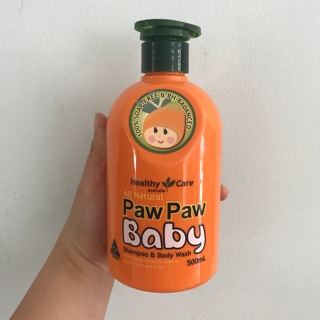 100% SOAP FREE & PH BALANCED
Healthy Care
Australia
All Natural
Paw Paw
Baby
Shampoo & Body Wash
500mL